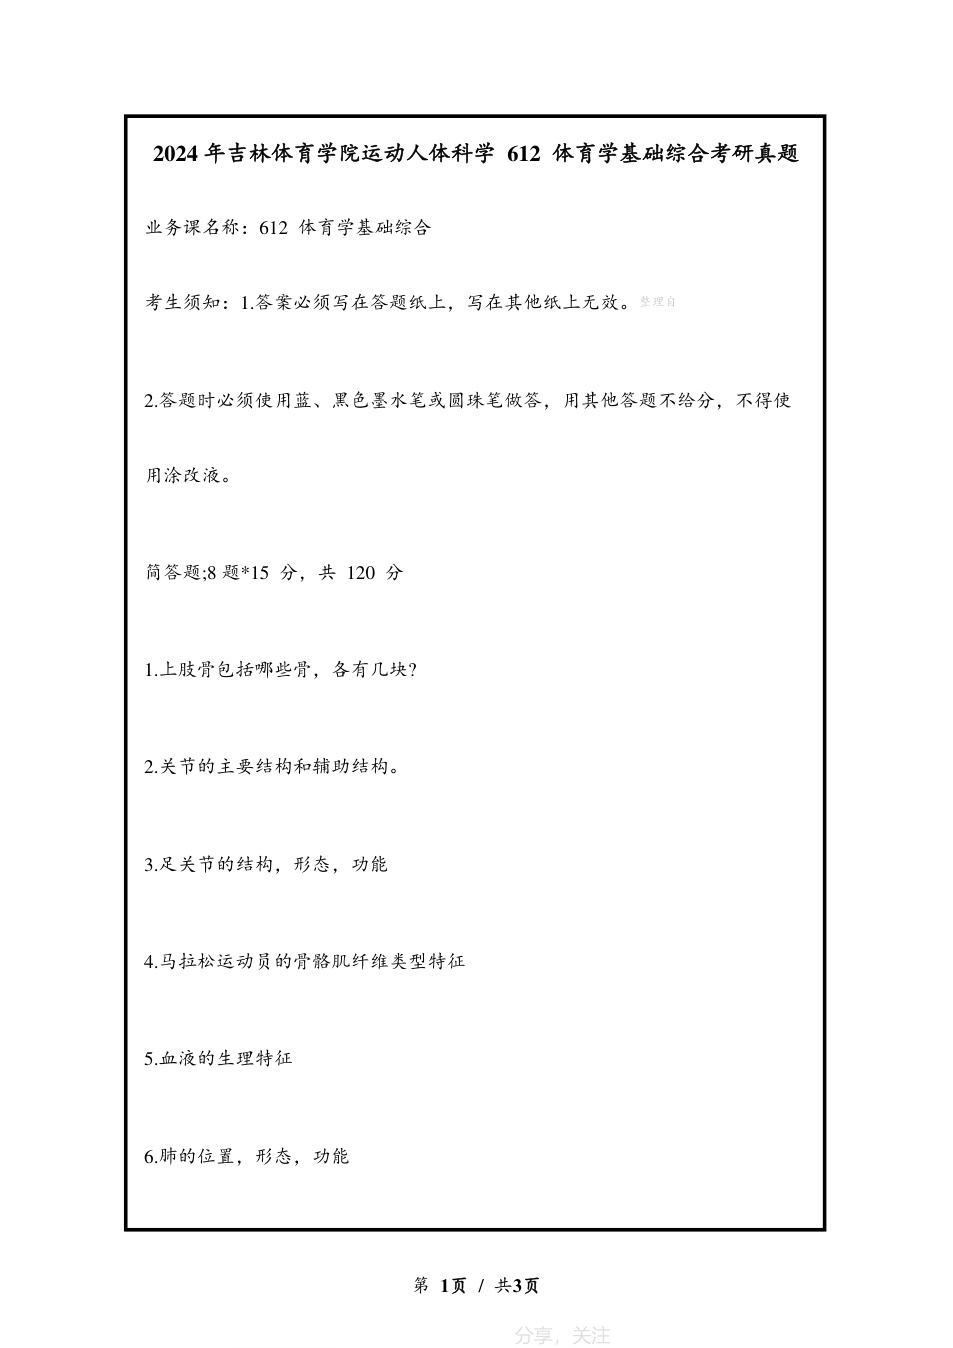 2024 年吉林体育学院运动人体科学 612 体育学基础综合考研真题
业务课名称：612 体育学基础综合
考生须知：1.答案必须写在答题纸上，写在其他纸上无效。整理自
2.答题时必须使用蓝、黑色墨水笔或圆珠笔做答，用其他答题不给分，不得使
用涂改液。
简答题;8 题*15 分，共 120 分
1.上肢骨包括哪些骨，各有几块?
2.关节的主要结构和辅助结构。
3.足关节的结构，形态，功能
4.马拉松运动员的骨骼肌纤维类型特征
5.血液的生理特征
6.肺的位置，形态，功能
第 1页 / 共3页
分享，关注